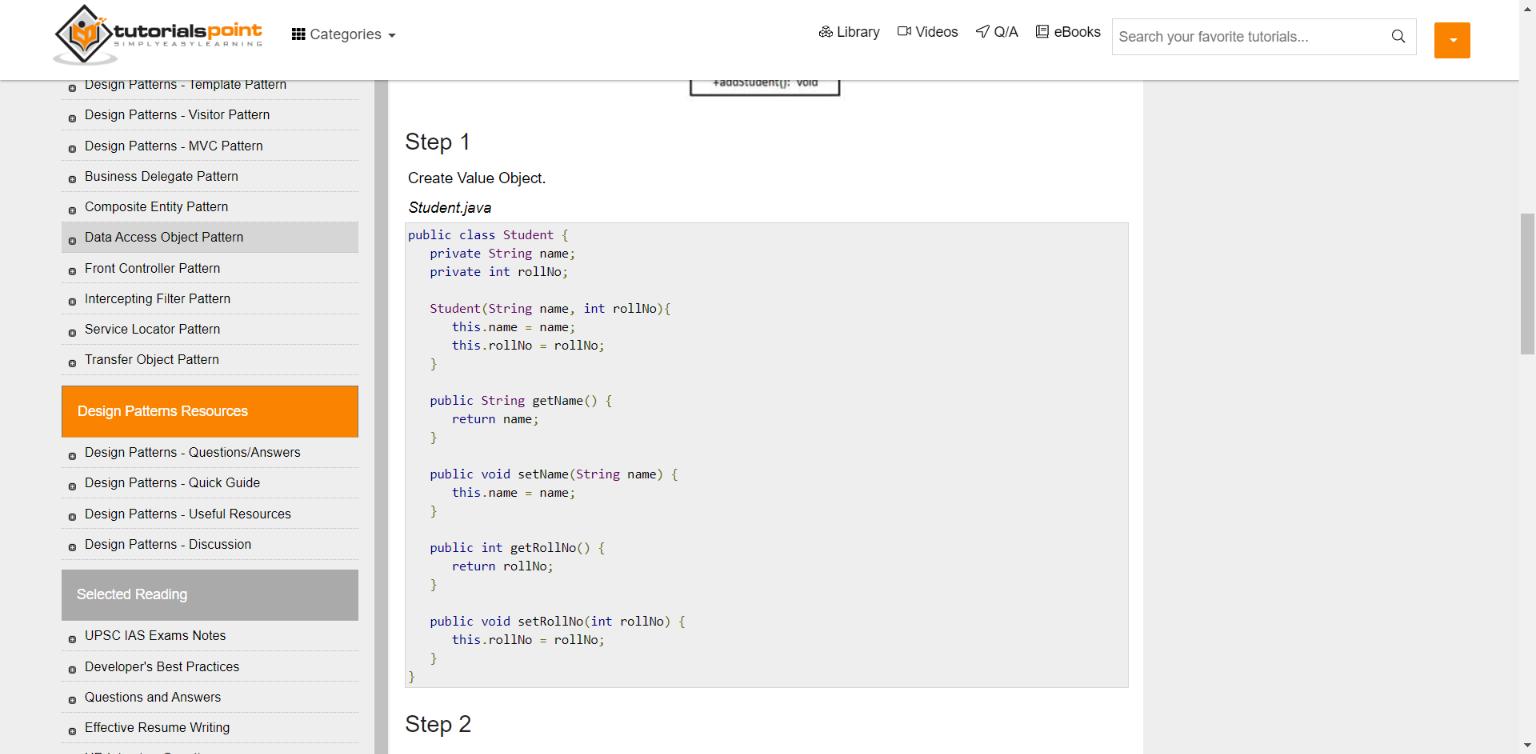 tutorialspoint
SIMPLYEASYLEARNING
Categories
Library
Videos
Q/A
eBooks
Search your favorite tutorials...
Design Patterns - Template Pattern
Design Patterns - Visitor Pattern
Design Patterns - MVC Pattern
Business Delegate Pattern
Composite Entity Pattern
Data Access Object Pattern
Front Controller Pattern
Intercepting Filter Pattern
Service Locator Pattern
Transfer Object Pattern
Design Patterns Resources
Design Patterns - Questions/Answers
Design Patterns - Quick Guide
Design Patterns - Useful Resources
Design Patterns - Discussion
Selected Reading
UPSC IAS Exams Notes
Developer's Best Practices
Questions and Answers
Effective Resume Writing
+addStudent(): void
Step 1
Create Value Object.
Student.java
public class Student {
   private String name;
   private int rollNo;

   Student(String name, int rollNo){
      this.name = name;
      this.rollNo = rollNo;
   }

   public String getName() {
      return name;
   }

   public void setName(String name) {
      this.name = name;
   }

   public int getRollNo() {
      return rollNo;
   }

   public void setRollNo(int rollNo) {
      this.rollNo = rollNo;
   }
}
Step 2